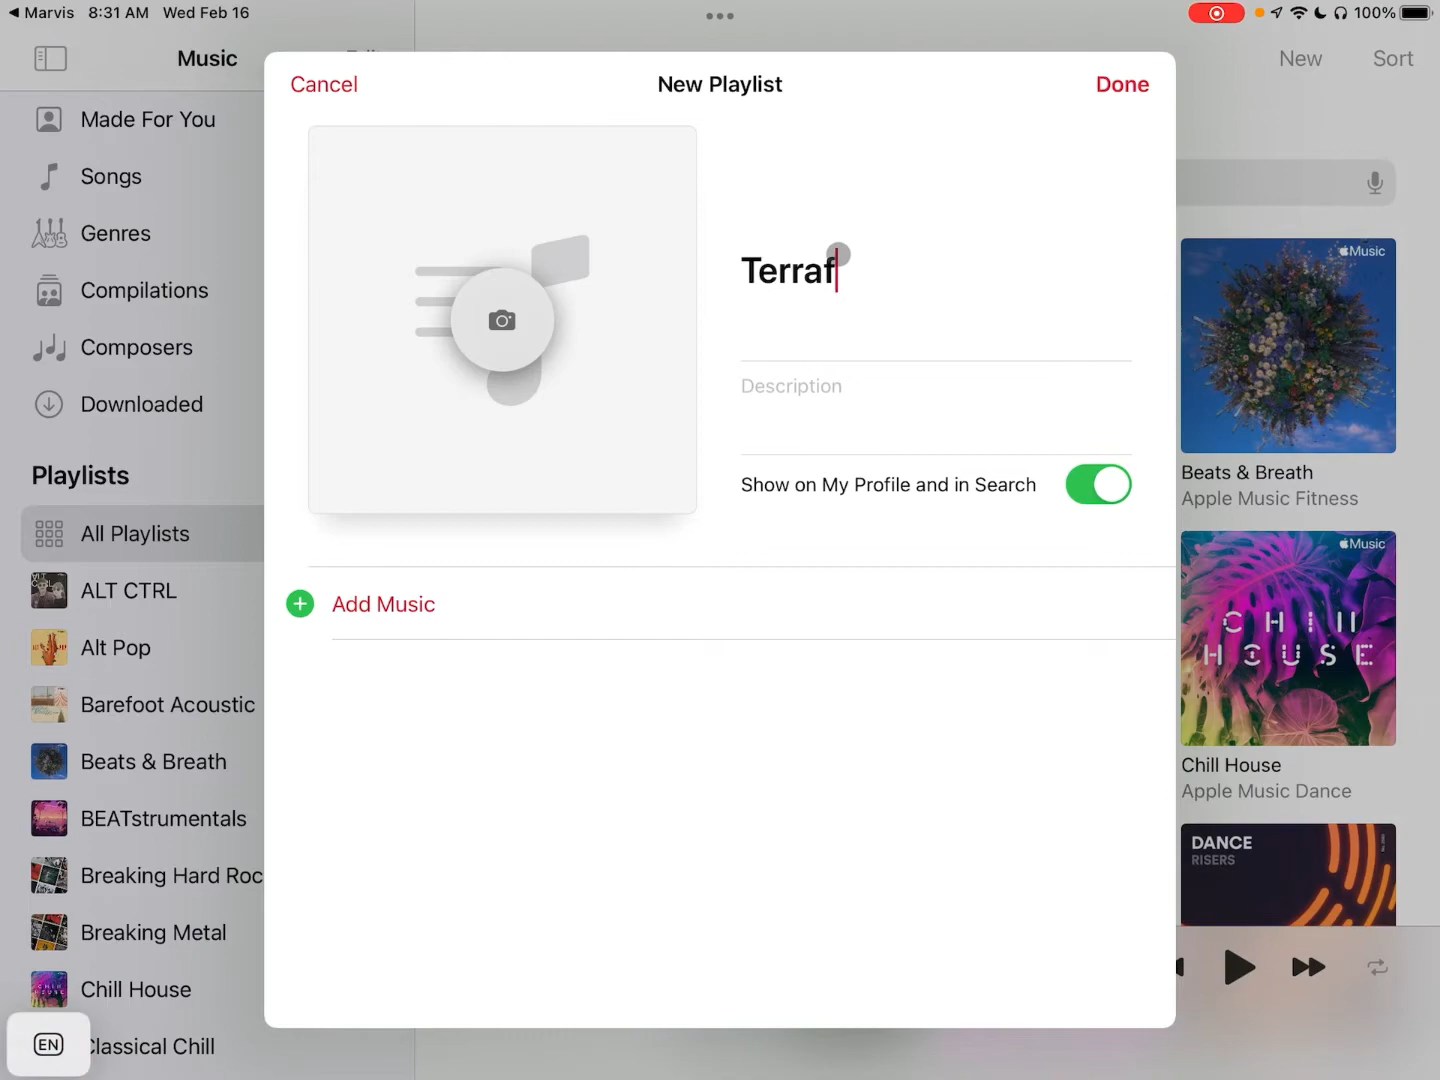 ◀ Marvis 8:31 AM Wed Feb 16
100%
Music
New
Sort
Made For You
Songs
Genres
Compilations
Composers
Downloaded
Playlists
All Playlists
ALT CTRL
Alt Pop
Barefoot Acoustic
Beats & Breath
BEATstrumentals
Breaking Hard Roc
Breaking Metal
Chill House
Classical Chill
EN
Cancel
New Playlist
Done
Terraf
Description
Show on My Profile and in Search
Add Music
Music
Beats & Breath
Apple Music Fitness
Music
CHILL
HOUSE
Chill House
Apple Music Dance
DANCE
RISERS